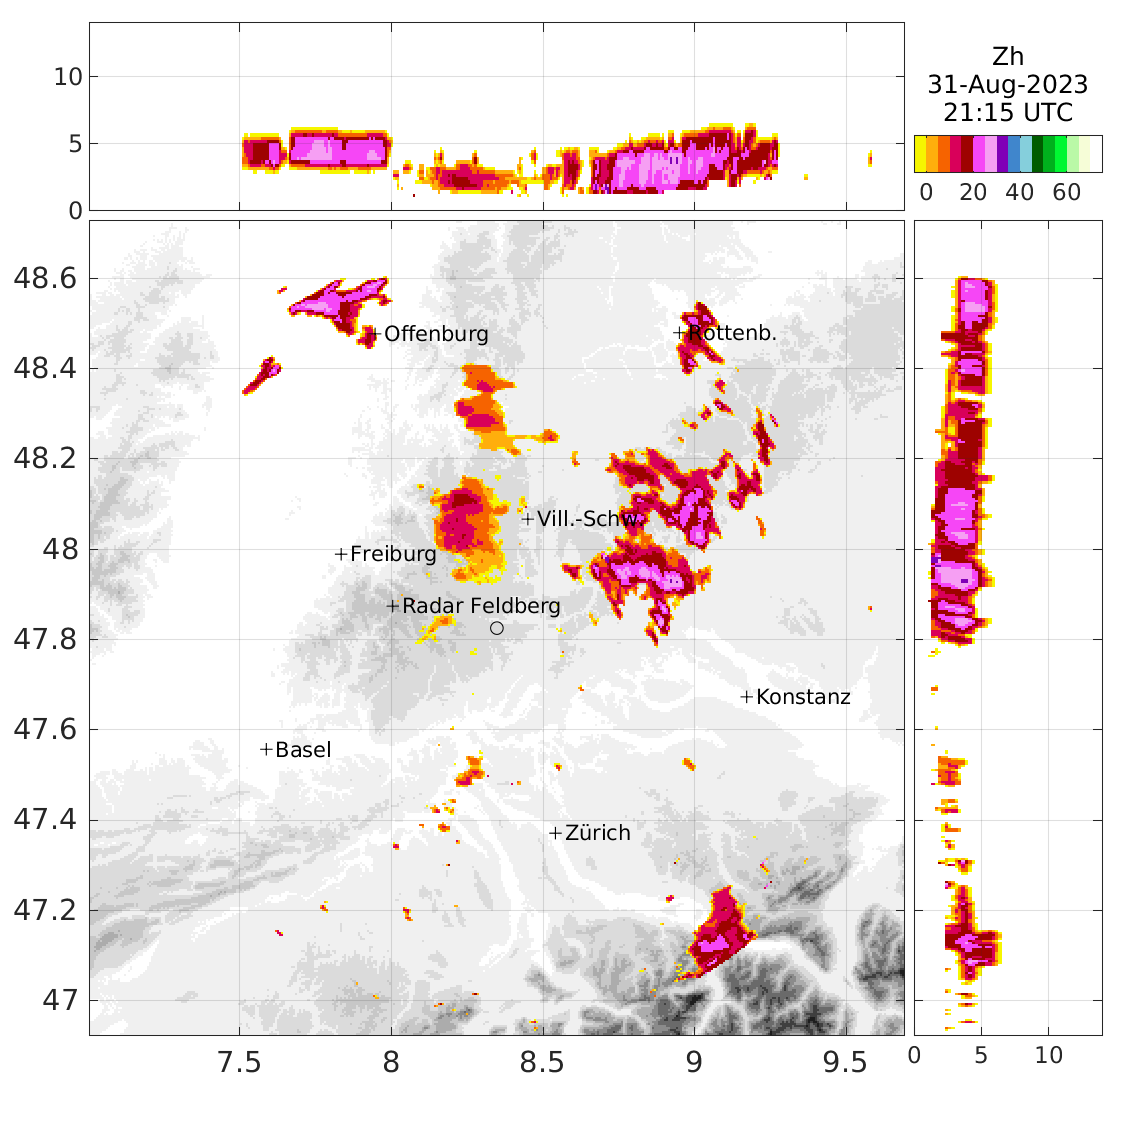 10
5
0
Zh
31-Aug-2023
21:15 UTC
0 20 40 60
48.6
48.4
48.2
48
47.8
47.6
47.4
47.2
47
Offenburg
Rottenb.
Vill.-Schw.
Freiburg
Radar Feldberg
Konstanz
Basel
Zürich
7.5 8 8.5 9 9.5
0 5 10